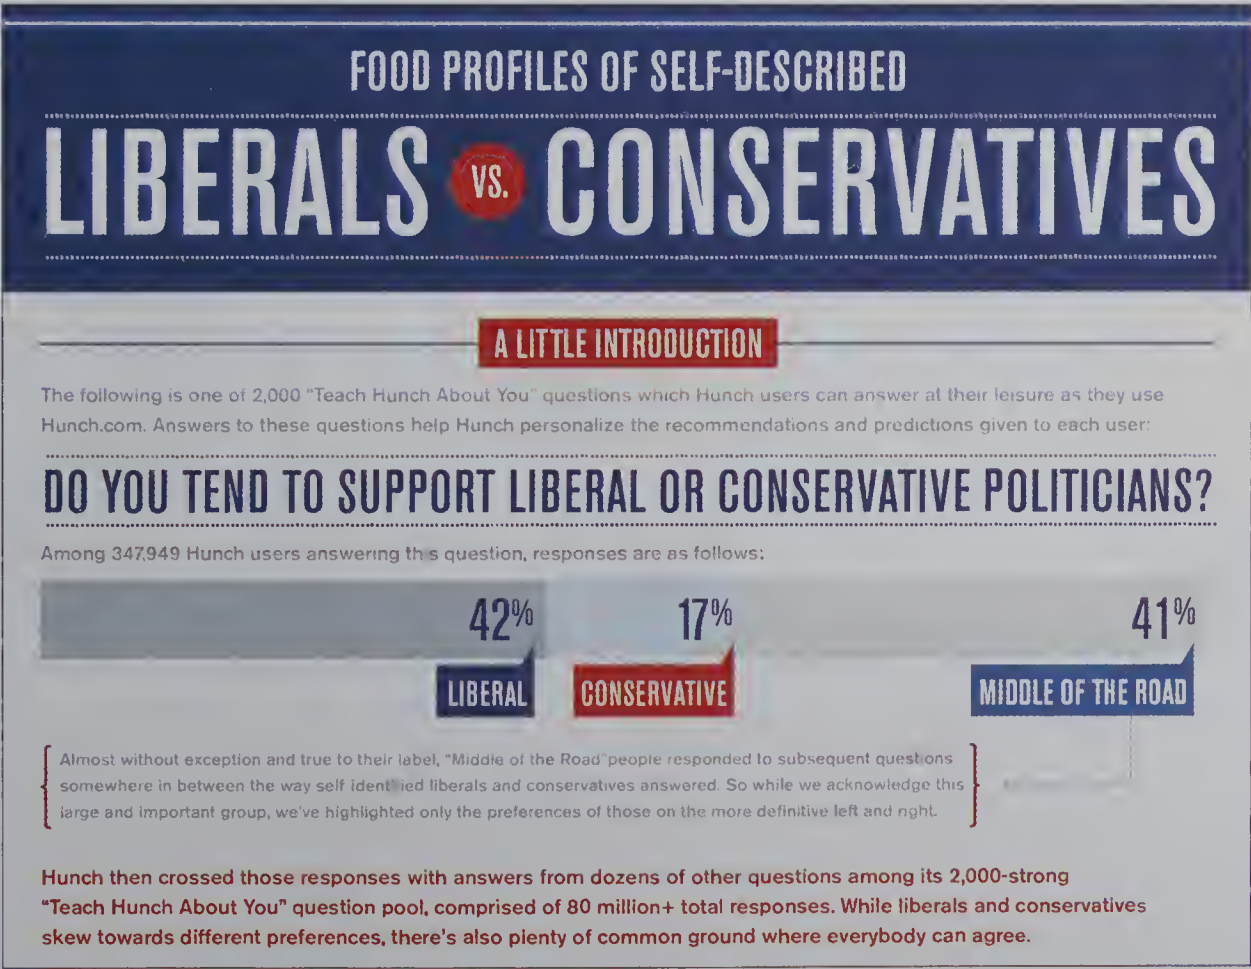 FOOD PROFILES OF SELF-DESCRIBED
LIBERALS VS. CONSERVATIVES
A LITTLE INTRODUCTION
The following is one of 2,000 "Teach Hunch About You" questions which Hunch users can answer at their leisure as they use
Hunch.com. Answers to these questions help Hunch personalize the recommendations and predictions given to each user:
DO YOU TEND TO SUPPORT LIBERAL OR CONSERVATIVE POLITICIANS?
Among 347,949 Hunch users answering this question, responses are as follows:
42% 17% 41%
LIBERAL CONSERVATIVE MIDDLE OF THE ROAD
Almost without exception and true to their label, "Middle of the Road" people responded to subsequent questions
somewhere in between the way self identified liberals and conservatives answered. So while we acknowledge this
large and important group, we've highlighted only the preferences of those on the more definitive left and right.
Hunch then crossed those responses with answers from dozens of other questions among its 2,000-strong
"Teach Hunch About You" question pool, comprised of 80 million+ total responses. While liberals and conservatives
skew towards different preferences, there's also plenty of common ground where everybody can agree.